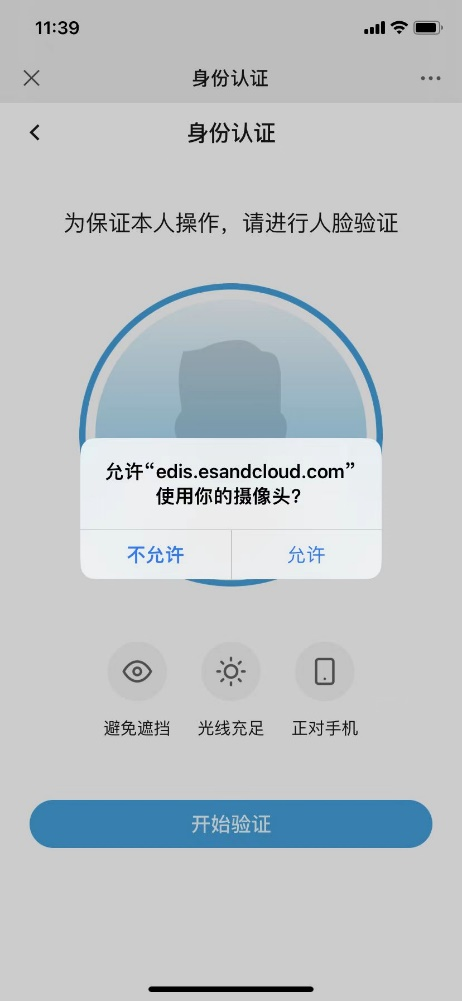 11:39
身份认证
身份认证
为保证本人操作，请进行人脸验证
允许“edis.esandcloud.com”
使用你的摄像头？
不允许
允许
避免遮挡
光线充足
正对手机
开始验证